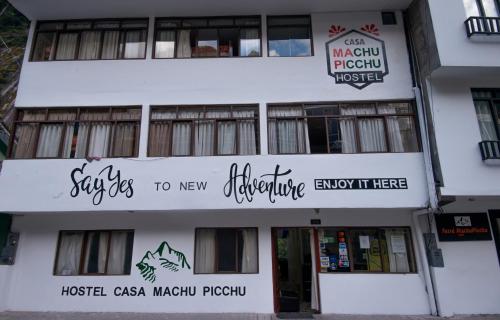 CASA
MACHU
PICCHU
HOSTEL
Say Yes TO NEW Adventure ENJOY IT HERE
HOSTEL CASA MACHU PICCHU